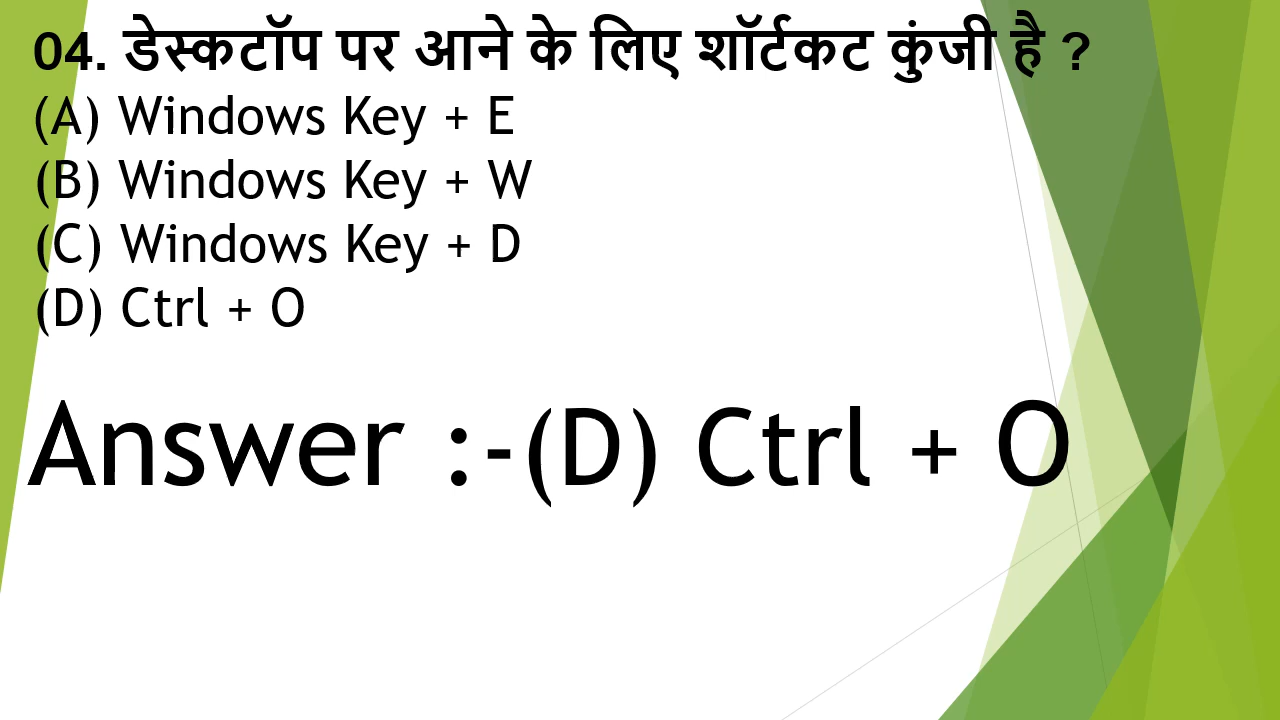 04. डेस्कटॉप पर आने के लिए शॉर्टकट कुंजी है ?
(A) Windows Key + E
(B) Windows Key + W
(C) Windows Key + D
(D) Ctrl + O
Answer :-(D) Ctrl + O